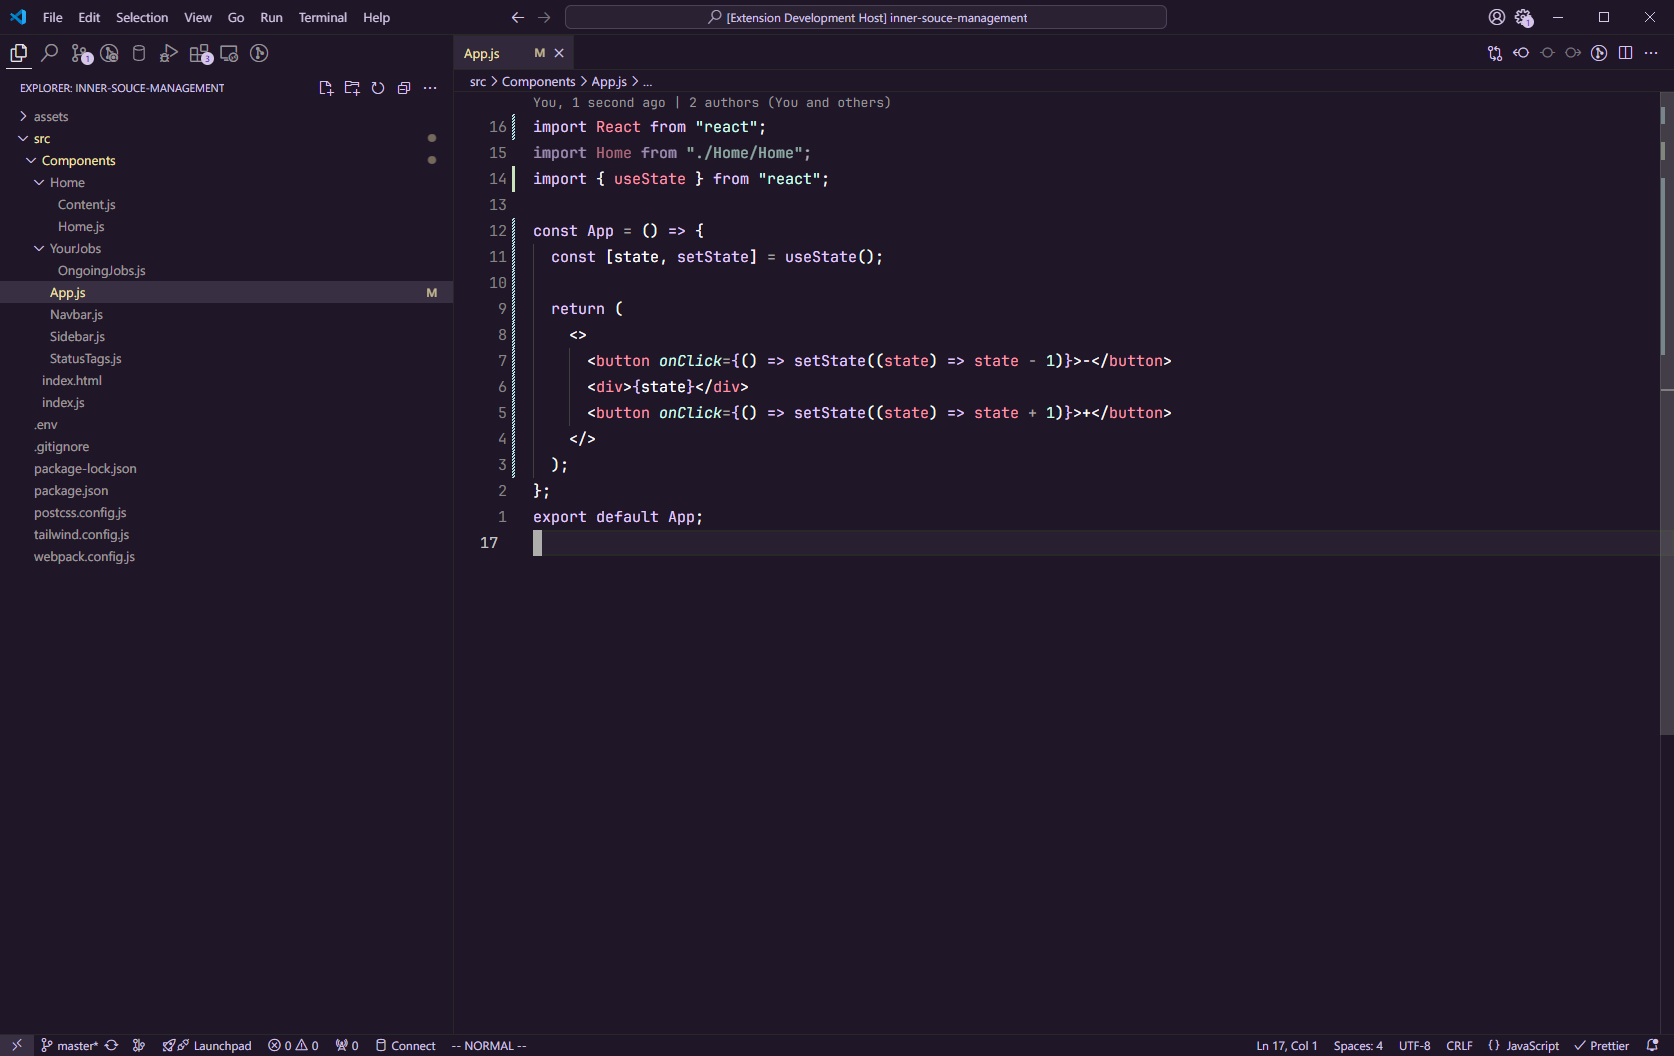 File Edit Selection View Go Run Terminal Help
[Extension Development Host] inner-souce-management
1
1
3
App.js M
EXPLORER: INNER-SOUCE-MANAGEMENT
src > Components > App.js > ...
assets
src
Components
Home
Content.js
Home.js
YourJobs
OngoingJobs.js
App.js M
Navbar.js
Sidebar.js
StatusTags.js
index.html
index.js
.env
.gitignore
package-lock.json
package.json
postcss.config.js
tailwind.config.js
webpack.config.js
You, 1 second ago | 2 authors (You and others)
16 import React from "react";
15 import Home from "./Home/Home";
14 import { useState } from "react";
13
12 const App = () => {
11 const [state, setState] = useState();
10
9 return (
8 <>
7 <button onClick={() => setState((state) => state - 1)}>-</button>
6 <div>{state}</div>
5 <button onClick={() => setState((state) => state + 1)}>+</button>
4 </>
3 );
2 };
1 export default App;
17
master* Launchpad 0 0 0 Connect -- NORMAL -- Ln 17, Col 1 Spaces: 4 UTF-8 CRLF {} JavaScript Prettier